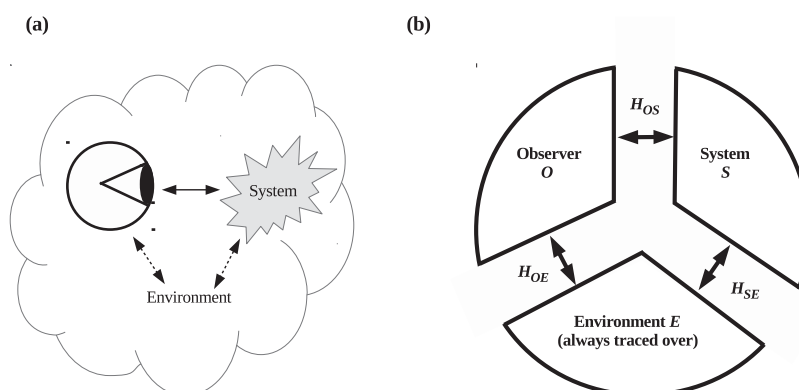 (a)
System
Environment
(b)
H_OS
Observer
O
System
S
H_OE
H_SE
Environment E
(always traced over)